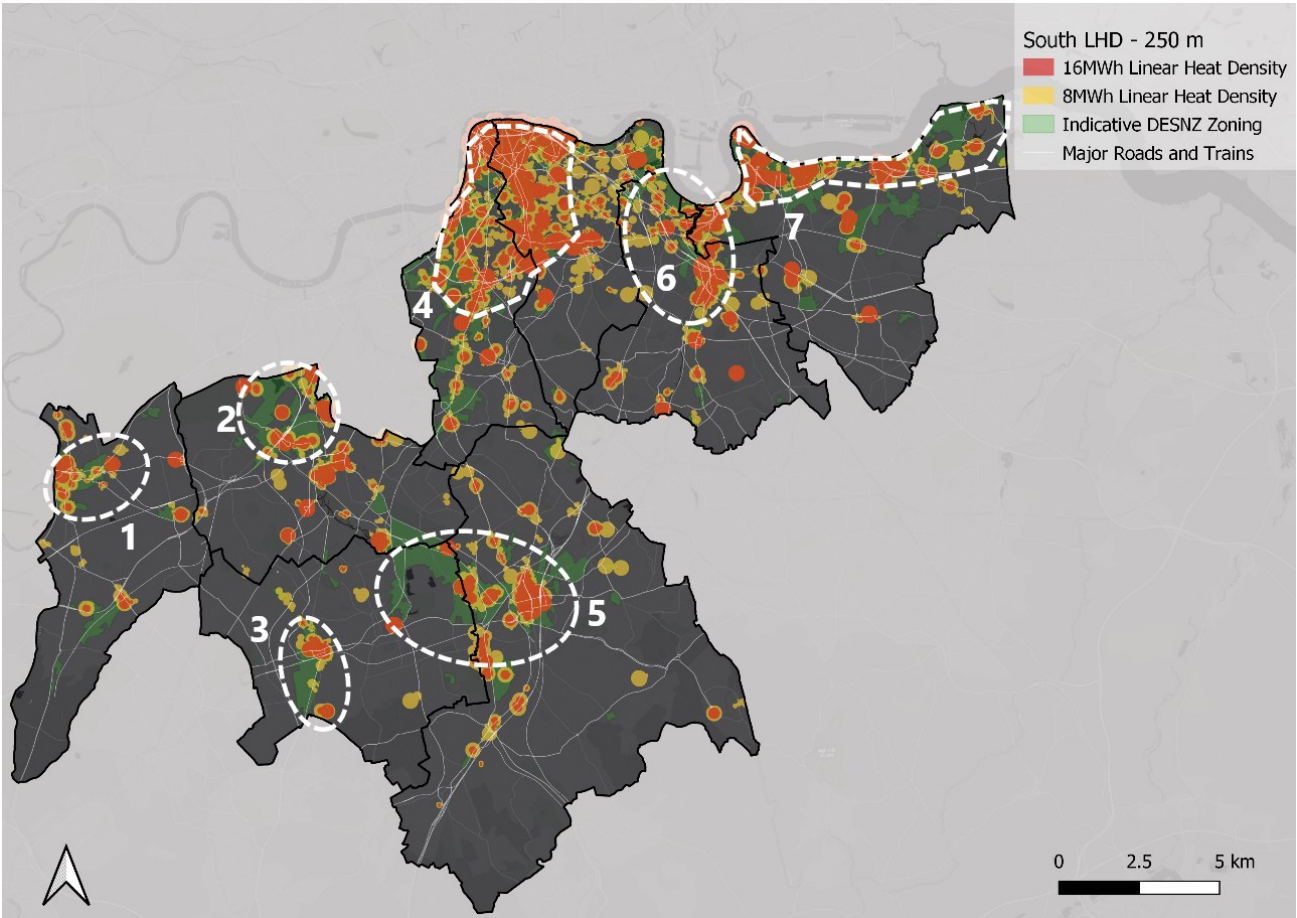 South LHD - 250 m
16MWh Linear Heat Density
8MWh Linear Heat Density
Indicative DESNZ Zoning
Major Roads and Trains
7
6
4
2
1
5
3
0 2.5 5 km